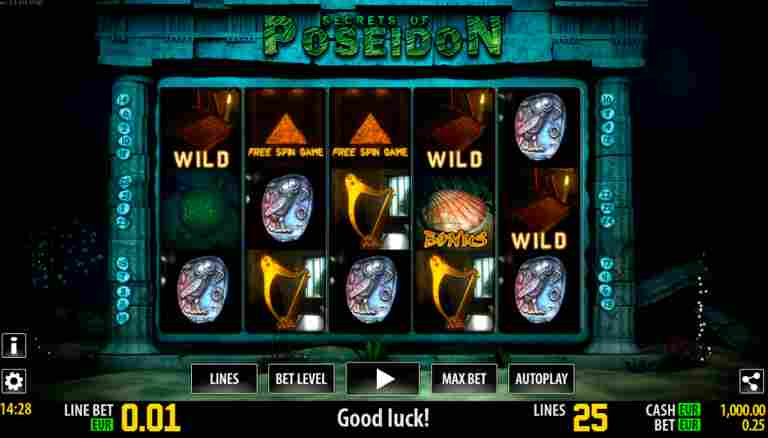 SECRETS OF
POSEIDON
WILD
FREE SPIN GAME
FREE SPIN GAME
WILD
BONUS
WILD
LINES
BET LEVEL
MAX BET
AUTOPLAY
14:28
LINE BET
EUR
0.01
Good luck!
LINES
25
CASH EUR 1,000.00
BET EUR 0.25